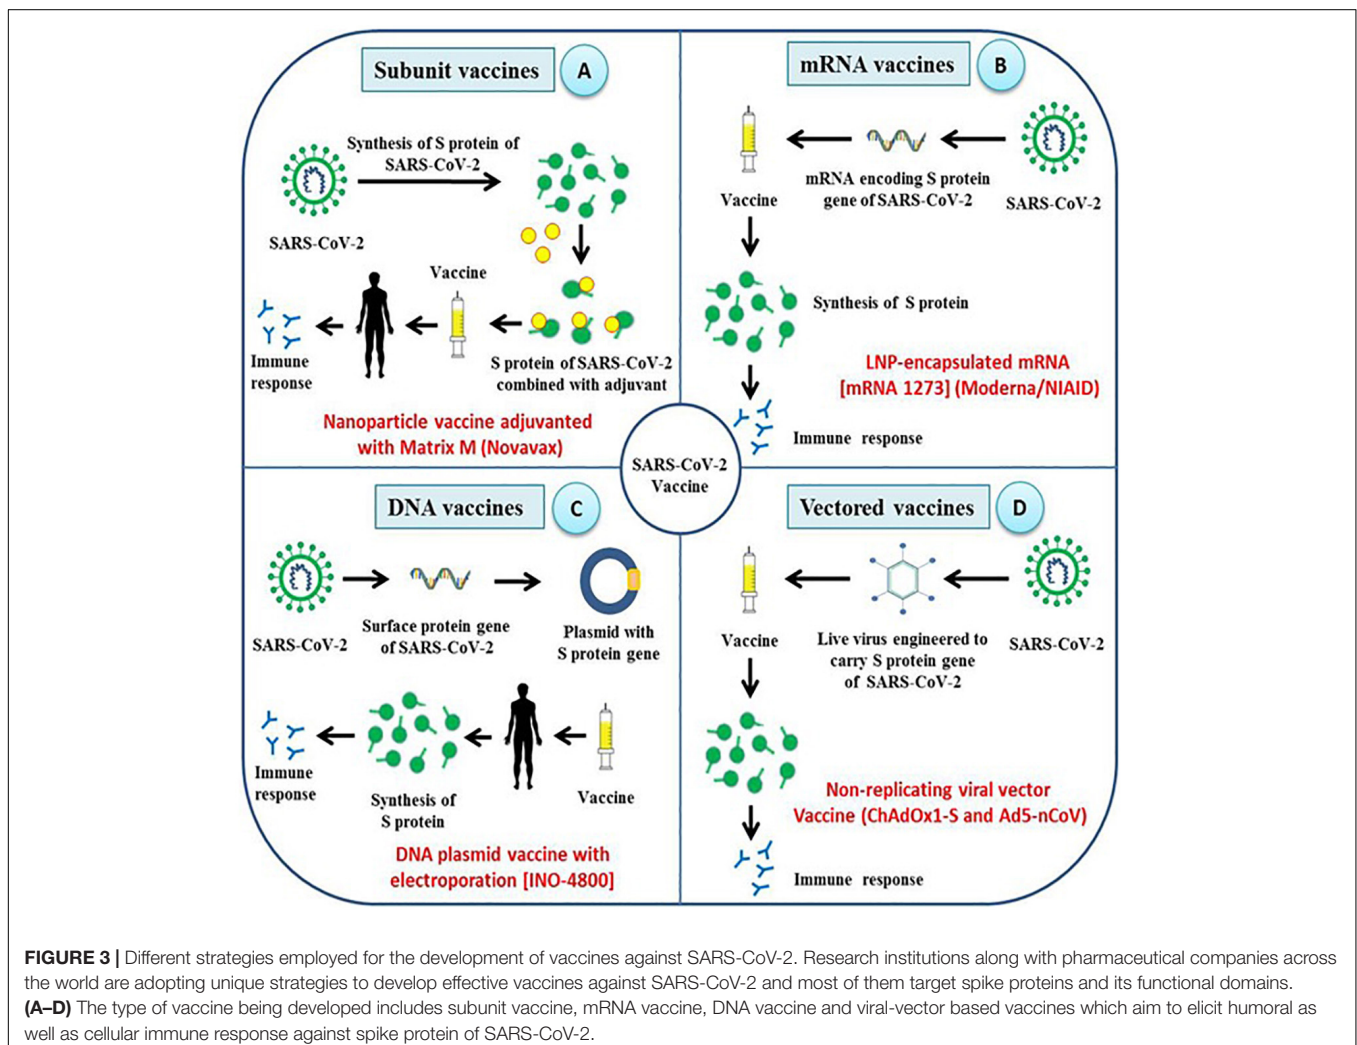 Subunit vaccines
A
Synthesis of S protein of
SARS-CoV-2
SARS-CoV-2
Vaccine
Immune
response
S protein of SARS-CoV-2
combined with adjuvant
Nanoparticle vaccine adjuvanted
with Matrix M (Novavax)
mRNA vaccines
B
Vaccine
mRNA encoding S protein
gene of SARS-CoV-2
SARS-CoV-2
Synthesis of S protein
LNP-encapsulated mRNA
[mRNA 1273] (Moderna/NIAID)
Immune response
SARS-CoV-2
Vaccine
DNA vaccines
C
SARS-CoV-2
Surface protein gene
of SARS-CoV-2
Plasmid with
S protein gene
Immune
response
Synthesis of
S protein
Vaccine
DNA plasmid vaccine with
electroporation [INO-4800]
Vectored vaccines
D
Vaccine
Live virus engineered to
carry S protein gene
of SARS-CoV-2
SARS-CoV-2
Non-replicating viral vector
Vaccine (ChAdOx1-S and Ad5-nCoV)
Immune response
FIGURE 3 | Different strategies employed for the development of vaccines against SARS-CoV-2. Research institutions along with pharmaceutical companies across
the world are adopting unique strategies to develop effective vaccines against SARS-CoV-2 and most of them target spike proteins and its functional domains.
(A–D) The type of vaccine being developed includes subunit vaccine, mRNA vaccine, DNA vaccine and viral-vector based vaccines which aim to elicit humoral as
well as cellular immune response against spike protein of SARS-CoV-2.